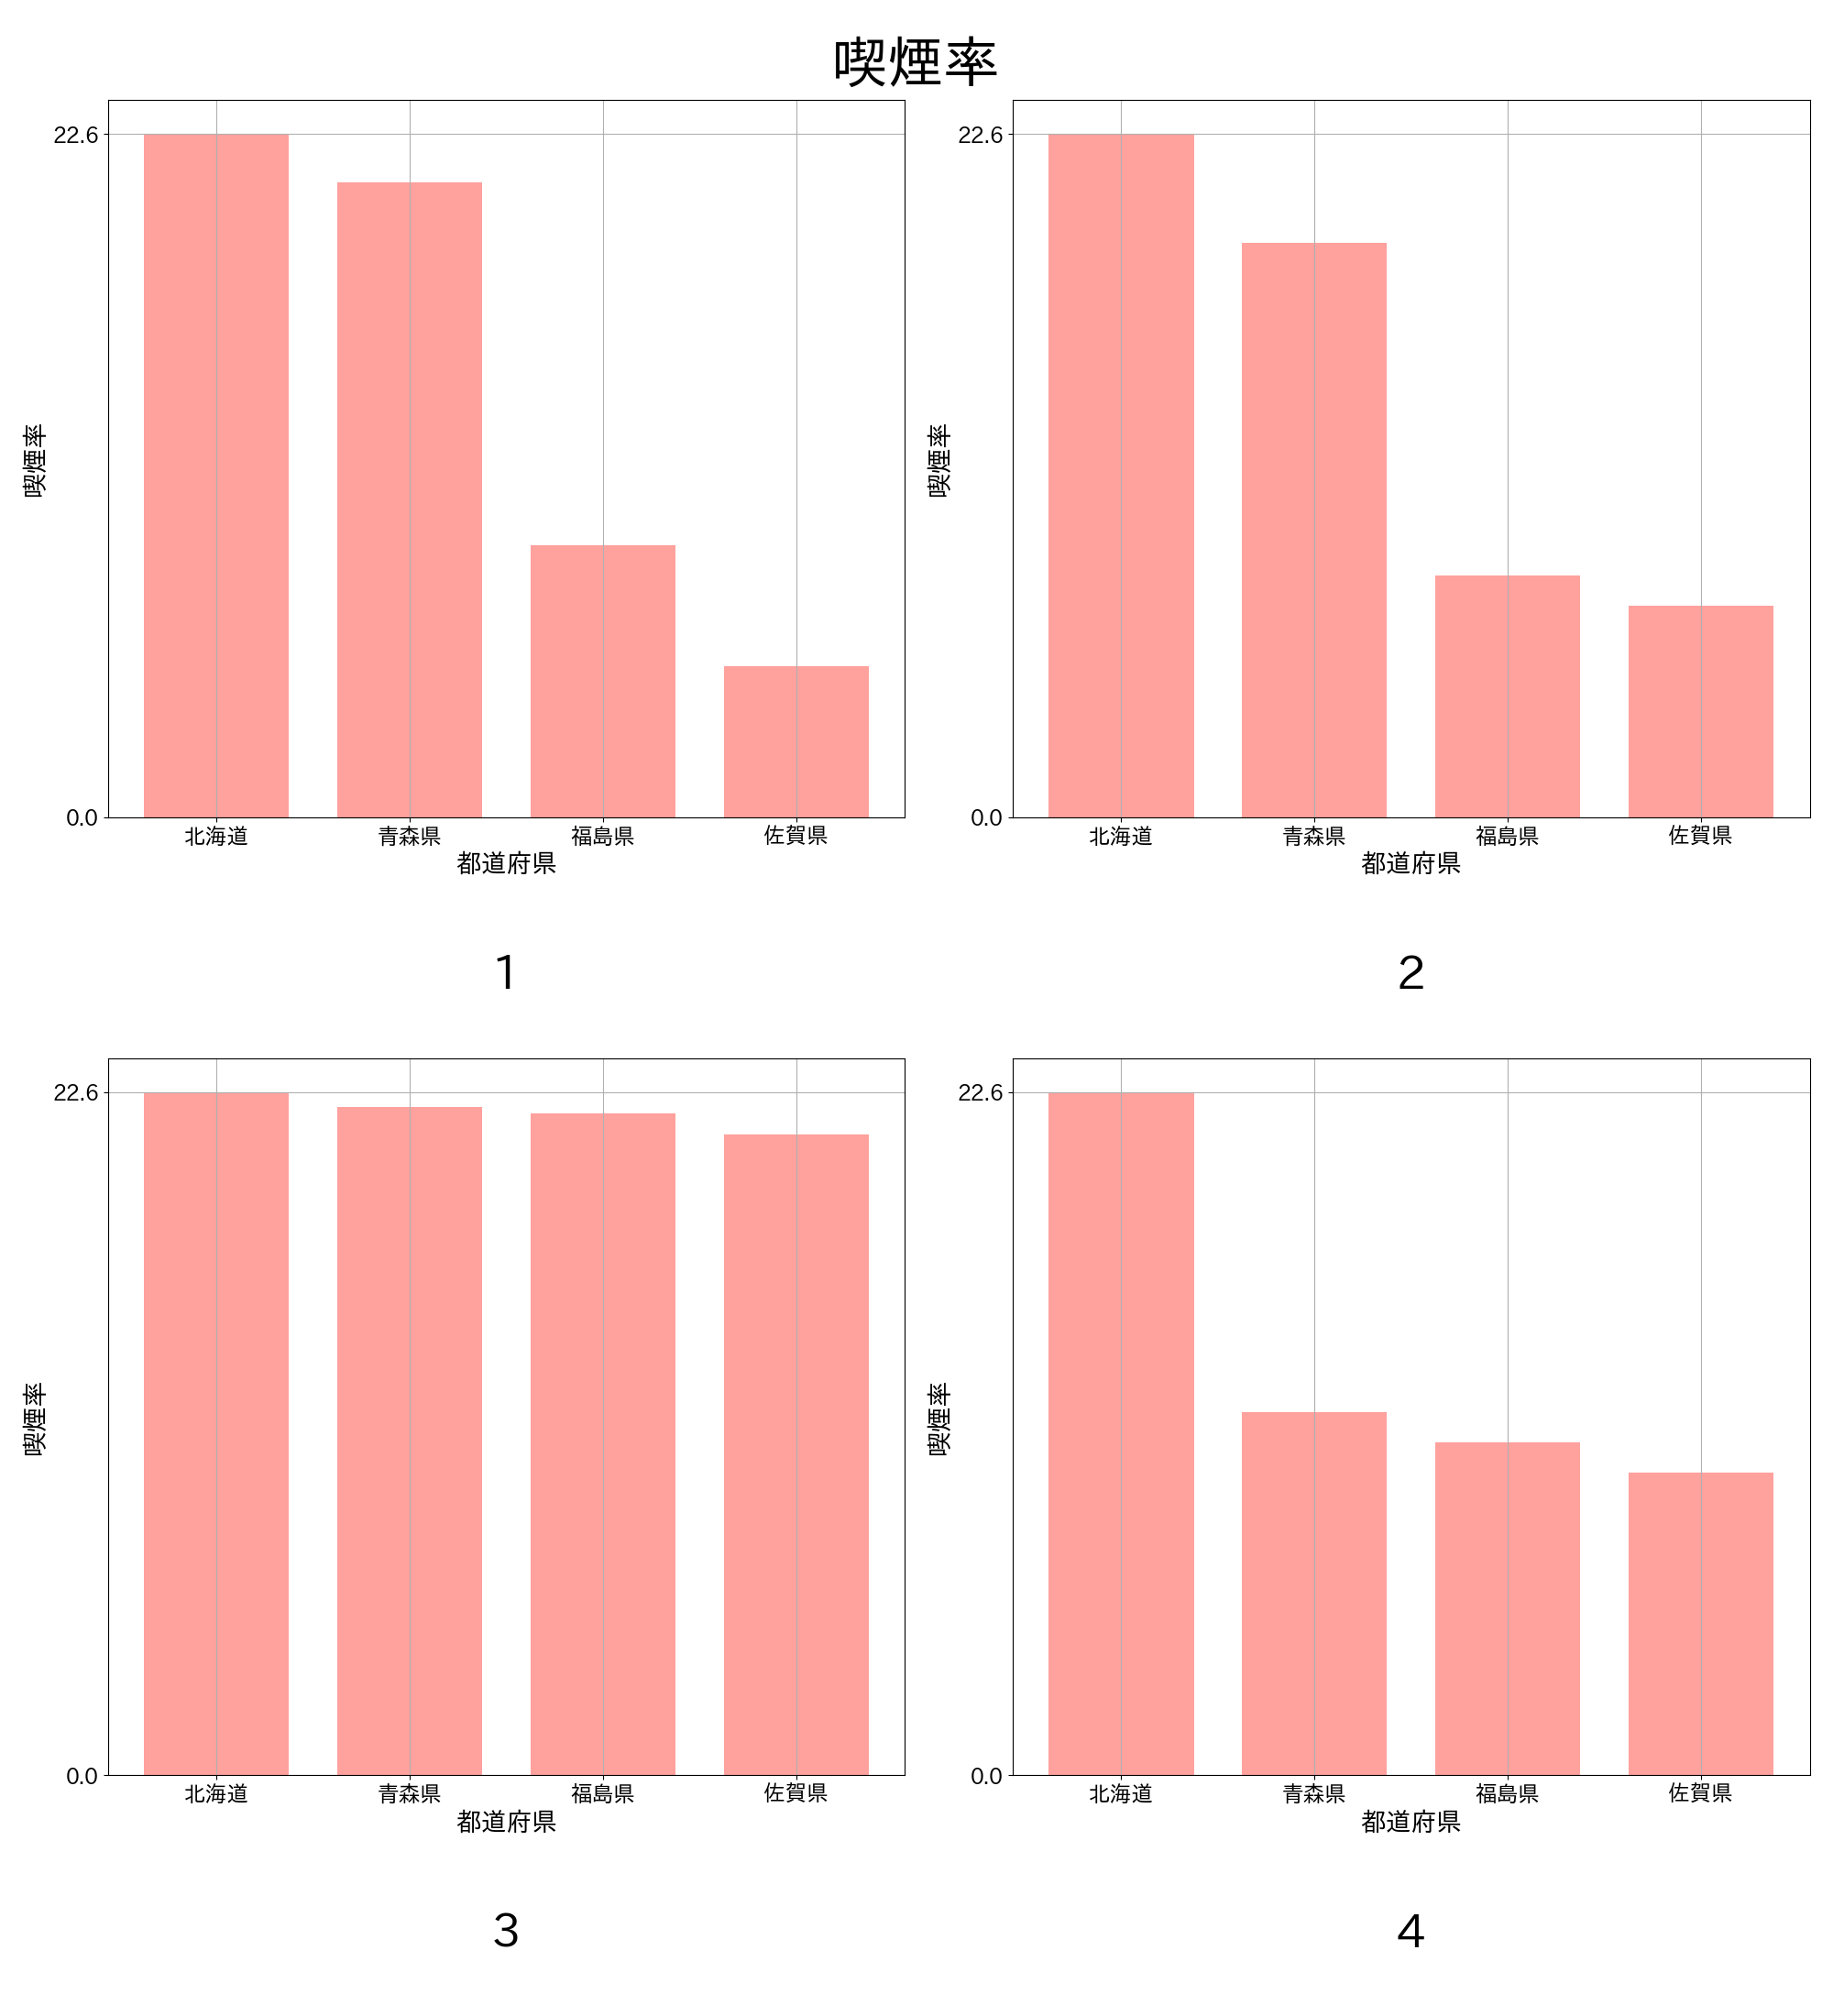 喫煙率
22.6
0.0
喫煙率
北海道 青森県 福島県 佐賀県
都道府県
1
22.6
0.0
喫煙率
北海道 青森県 福島県 佐賀県
都道府県
2
22.6
0.0
喫煙率
北海道 青森県 福島県 佐賀県
都道府県
3
22.6
0.0
喫煙率
北海道 青森県 福島県 佐賀県
都道府県
4